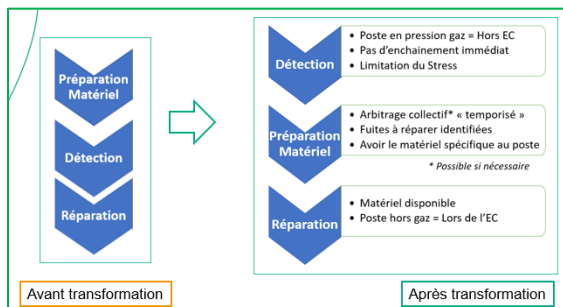 Préparation
Matériel
Détection
Réparation
Avant transformation
Détection
• Poste en pression gaz = Hors EC
• Pas d'enchainement immédiat
• Limitation du Stress
Préparation
Matériel
• Arbitrage collectif* « temporisé »
• Fuites à réparer identifiées
• Avoir le matériel spécifique au poste
* Possible si nécessaire
Réparation
• Matériel disponible
• Poste hors gaz = Lors de l'EC
Après transformation